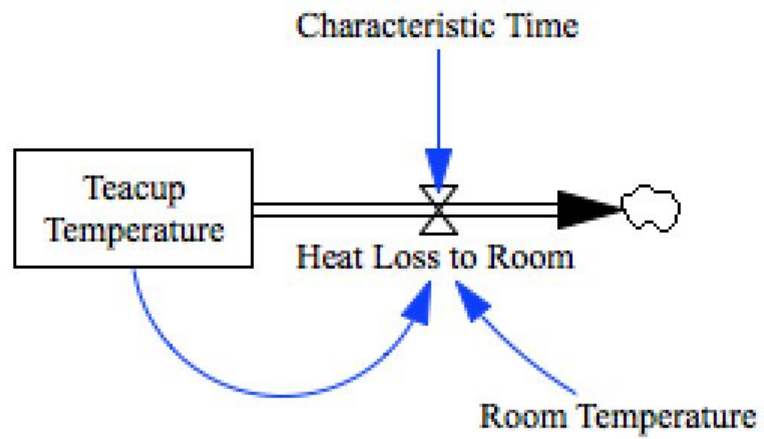 Characteristic Time
Teacup
Temperature
Heat Loss to Room
Room Temperature